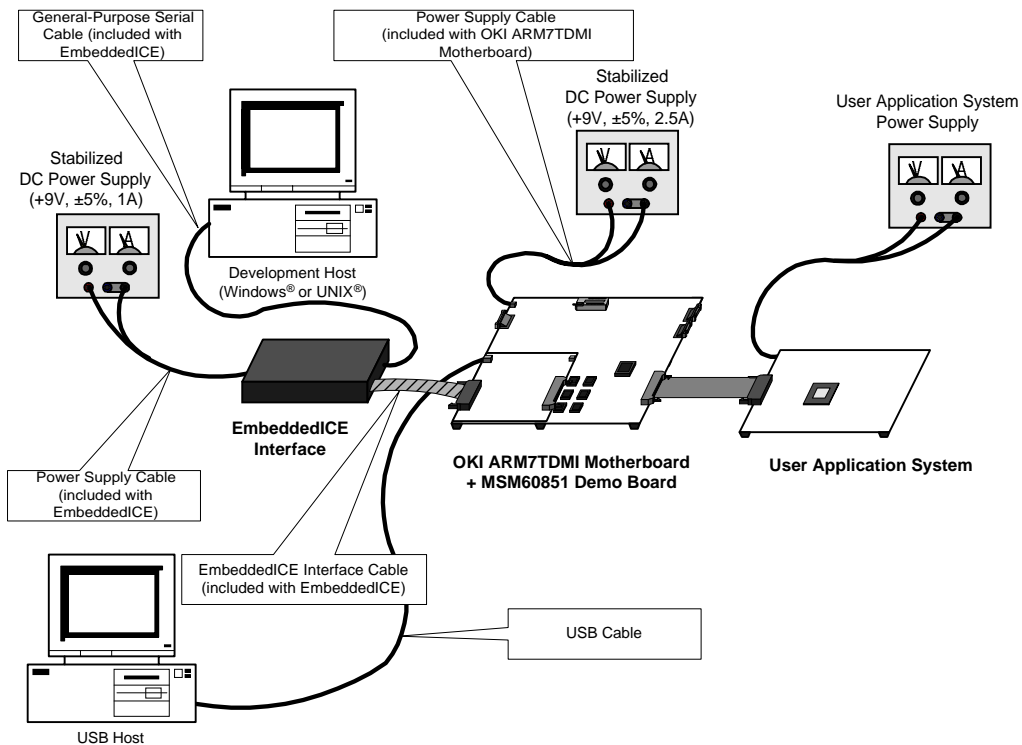 General-Purpose Serial
Cable (included with
EmbeddedICE)
Power Supply Cable
(included with OKI ARM7TDMI
Motherboard)
Stabilized
DC Power Supply
(+9V, ±5%, 2.5A)
User Application System
Power Supply
Stabilized
DC Power Supply
(+9V, ±5%, 1A)
V A
V A
V A
Development Host
(Windows® or UNIX®)
EmbeddedICE
Interface
OKI ARM7TDMI Motherboard
+ MSM60851 Demo Board
User Application System
Power Supply Cable
(included with
EmbeddedICE)
EmbeddedICE Interface Cable
(included with EmbeddedICE)
USB Cable
USB Host